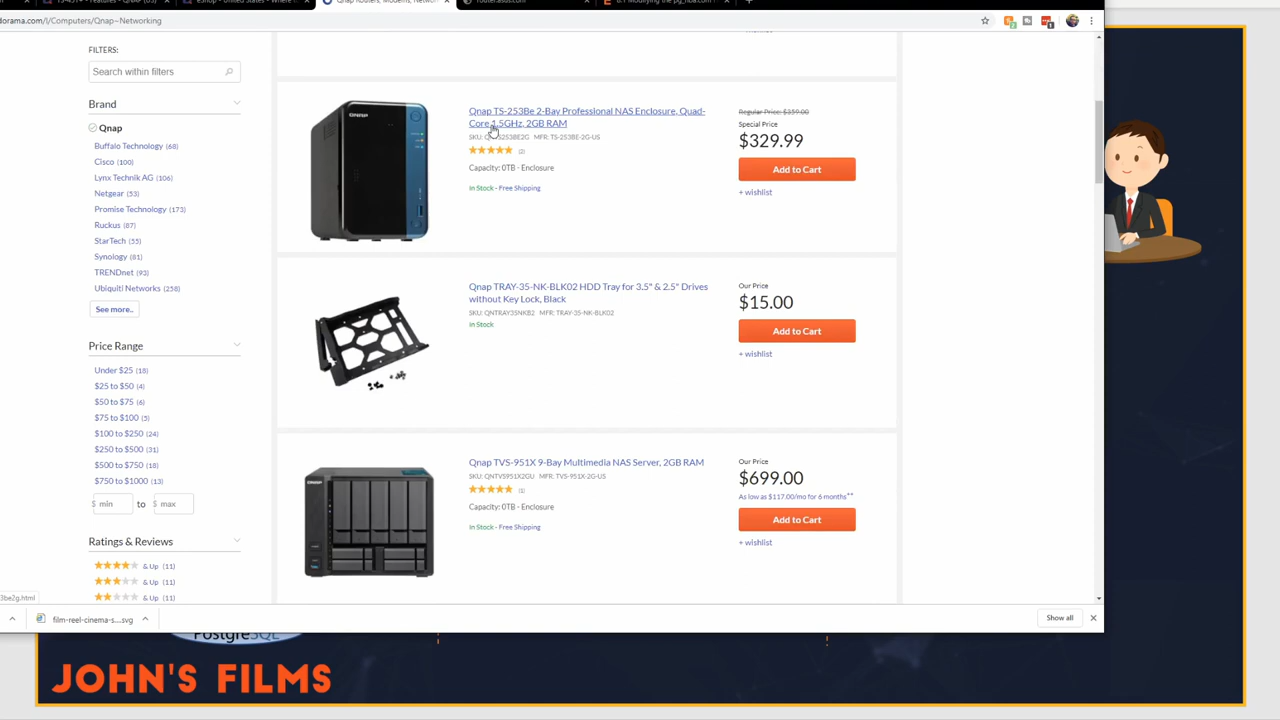 dorama.com/l/Computers/Qnap~Networking
FILTERS:
Search within filters
Brand
Qnap
Buffalo Technology (68)
Cisco (100)
Lynx Technik AG (106)
Netgear (53)
Promise Technology (173)
Ruckus (87)
StarTech (55)
Synology (81)
TRENDnet (93)
Ubiquiti Networks (258)
See more..
Price Range
Under $25 (18)
$25 to $50 (4)
$50 to $75 (6)
$75 to $100 (5)
$100 to $250 (24)
$250 to $500 (31)
$500 to $750 (18)
$750 to $1000 (13)
$ min to $ max
Ratings & Reviews
& Up (11)
& Up (11)
& Up (11)
Qnap TS-253Be 2-Bay Professional NAS Enclosure, Quad-
Core 1.5GHz, 2GB RAM
MFR: TS-253BE-2G-US
(2)
Capacity: 0TB - Enclosure
In Stock - Free Shipping
Regular Price: $359.00
Special Price
$329.99
Add to Cart
+ wishlist
Qnap TRAY-35-NK-BLK02 HDD Tray for 3.5" & 2.5" Drives
without Key Lock, Black
SKU: QNTRAY35NKB2 MFR: TRAY-35-NK-BLK02
In Stock
Our Price
$15.00
Add to Cart
+ wishlist
Qnap TVS-951X 9-Bay Multimedia NAS Server, 2GB RAM
SKU: QNTVS951X2GU MFR: TVS-951X-2G-US
(1)
Capacity: 0TB - Enclosure
In Stock - Free Shipping
Our Price
$699.00
As low as $117.00/mo for 6 months**
Add to Cart
+ wishlist
3be2g.html
film-reel-cinema-s....svg
Show all
PostgreSQL
JOHN'S FILMS